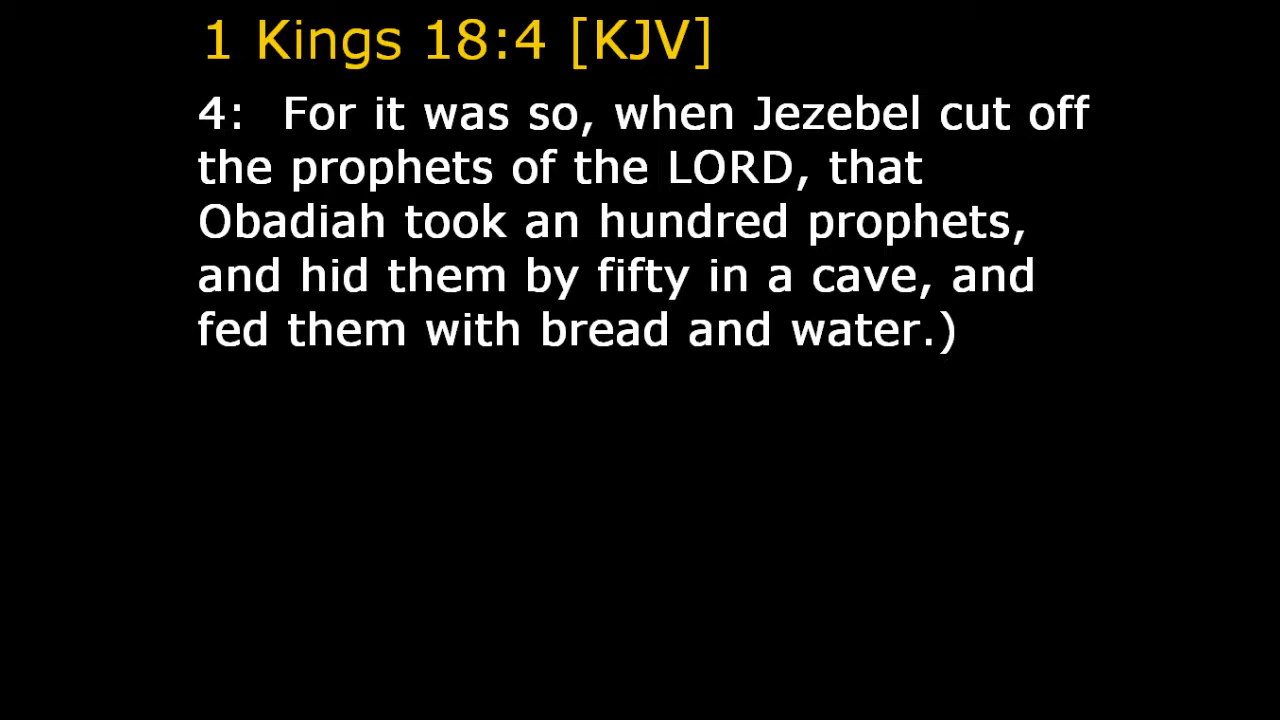 1 Kings 18:4 [KJV]
4: For it was so, when Jezebel cut off
the prophets of the LORD, that
Obadiah took an hundred prophets,
and hid them by fifty in a cave, and
fed them with bread and water.)